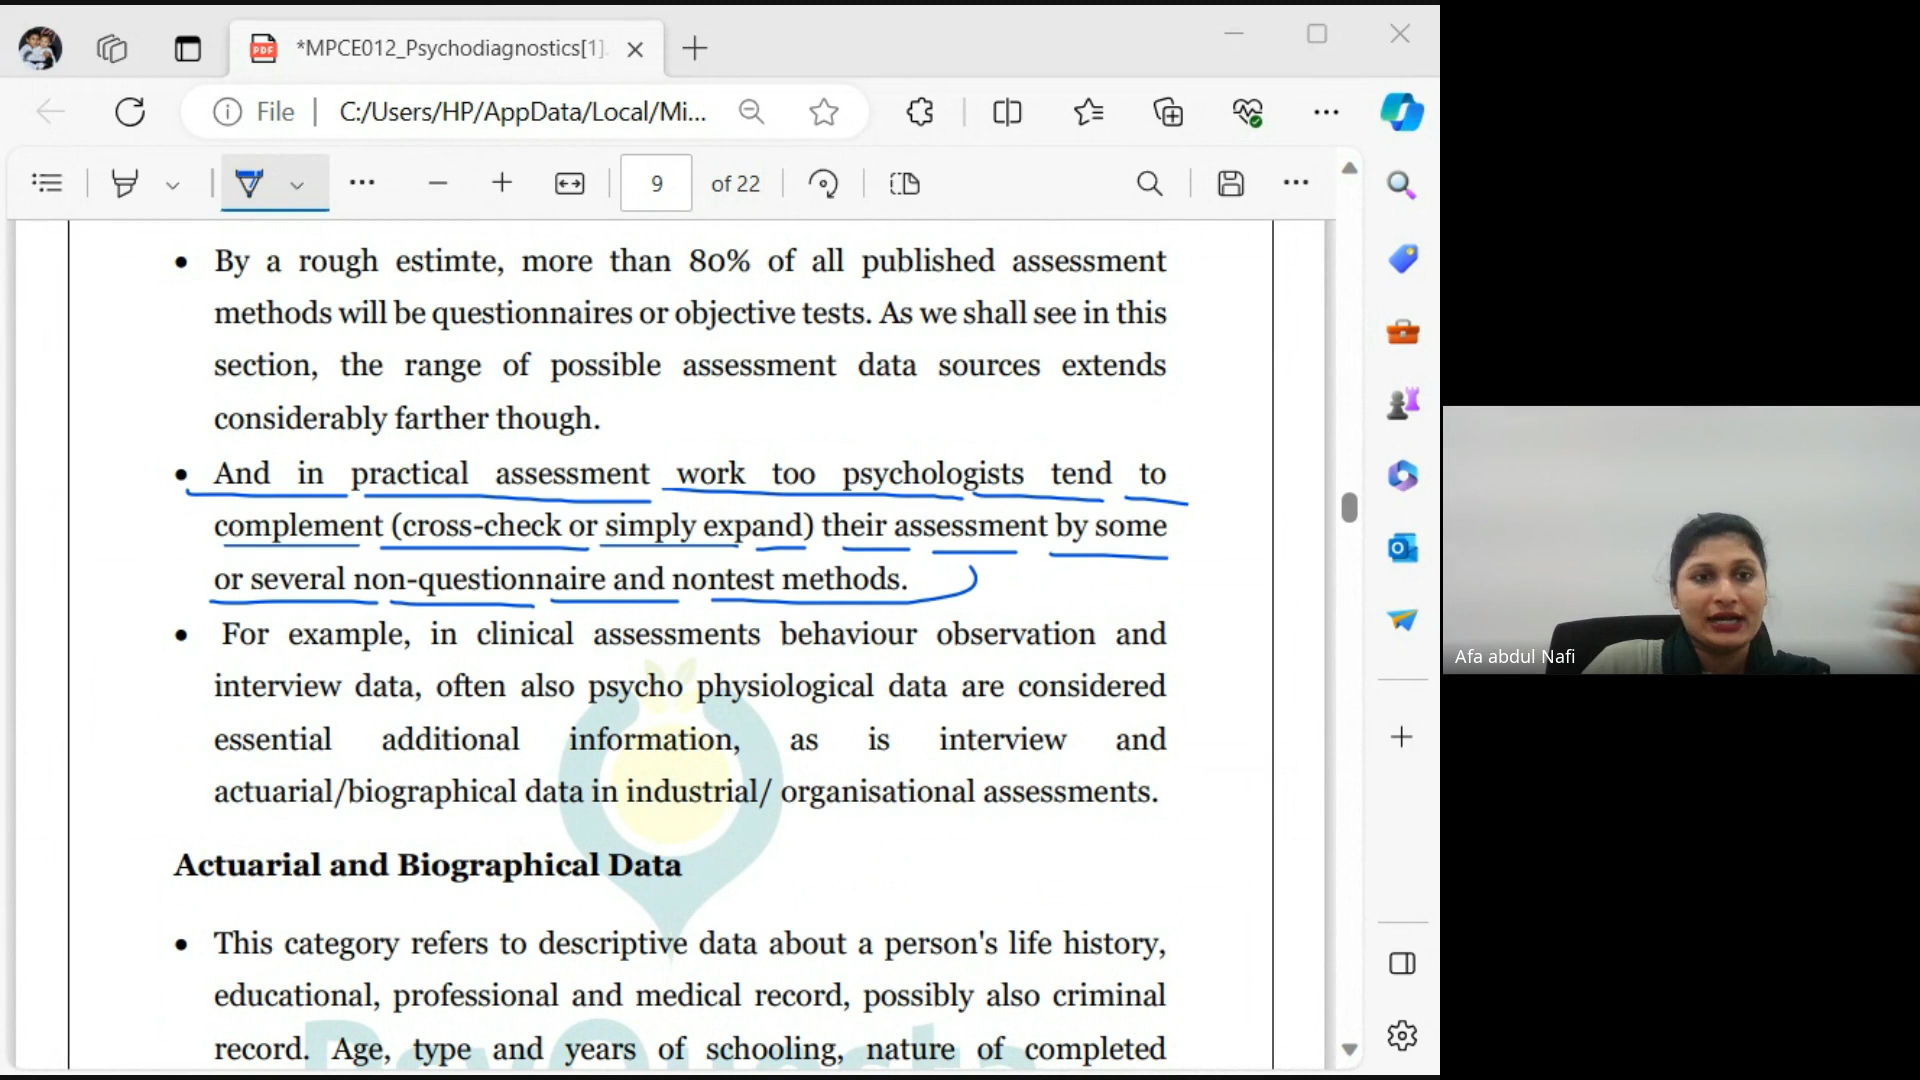 *MPCE012_Psychodiagnostics[1].
File
C:/Users/HP/AppData/Local/Mi...
9 of 22
• By a rough estimte, more than 80% of all published assessment
methods will be questionnaires or objective tests. As we shall see in this
section, the range of possible assessment data sources extends
considerably farther though.
• And in practical assessment work too psychologists tend to
complement (cross-check or simply expand) their assessment by some
or several non-questionnaire and nontest methods.
• For example, in clinical assessments behaviour observation and
interview data, often also psycho physiological data are considered
essential additional information, as is interview and
actuarial/biographical data in industrial/ organisational assessments.
Actuarial and Biographical Data
• This category refers to descriptive data about a person's life history,
educational, professional and medical record, possibly also criminal
record. Age, type and years of schooling, nature of completed
Afa abdul Nafi